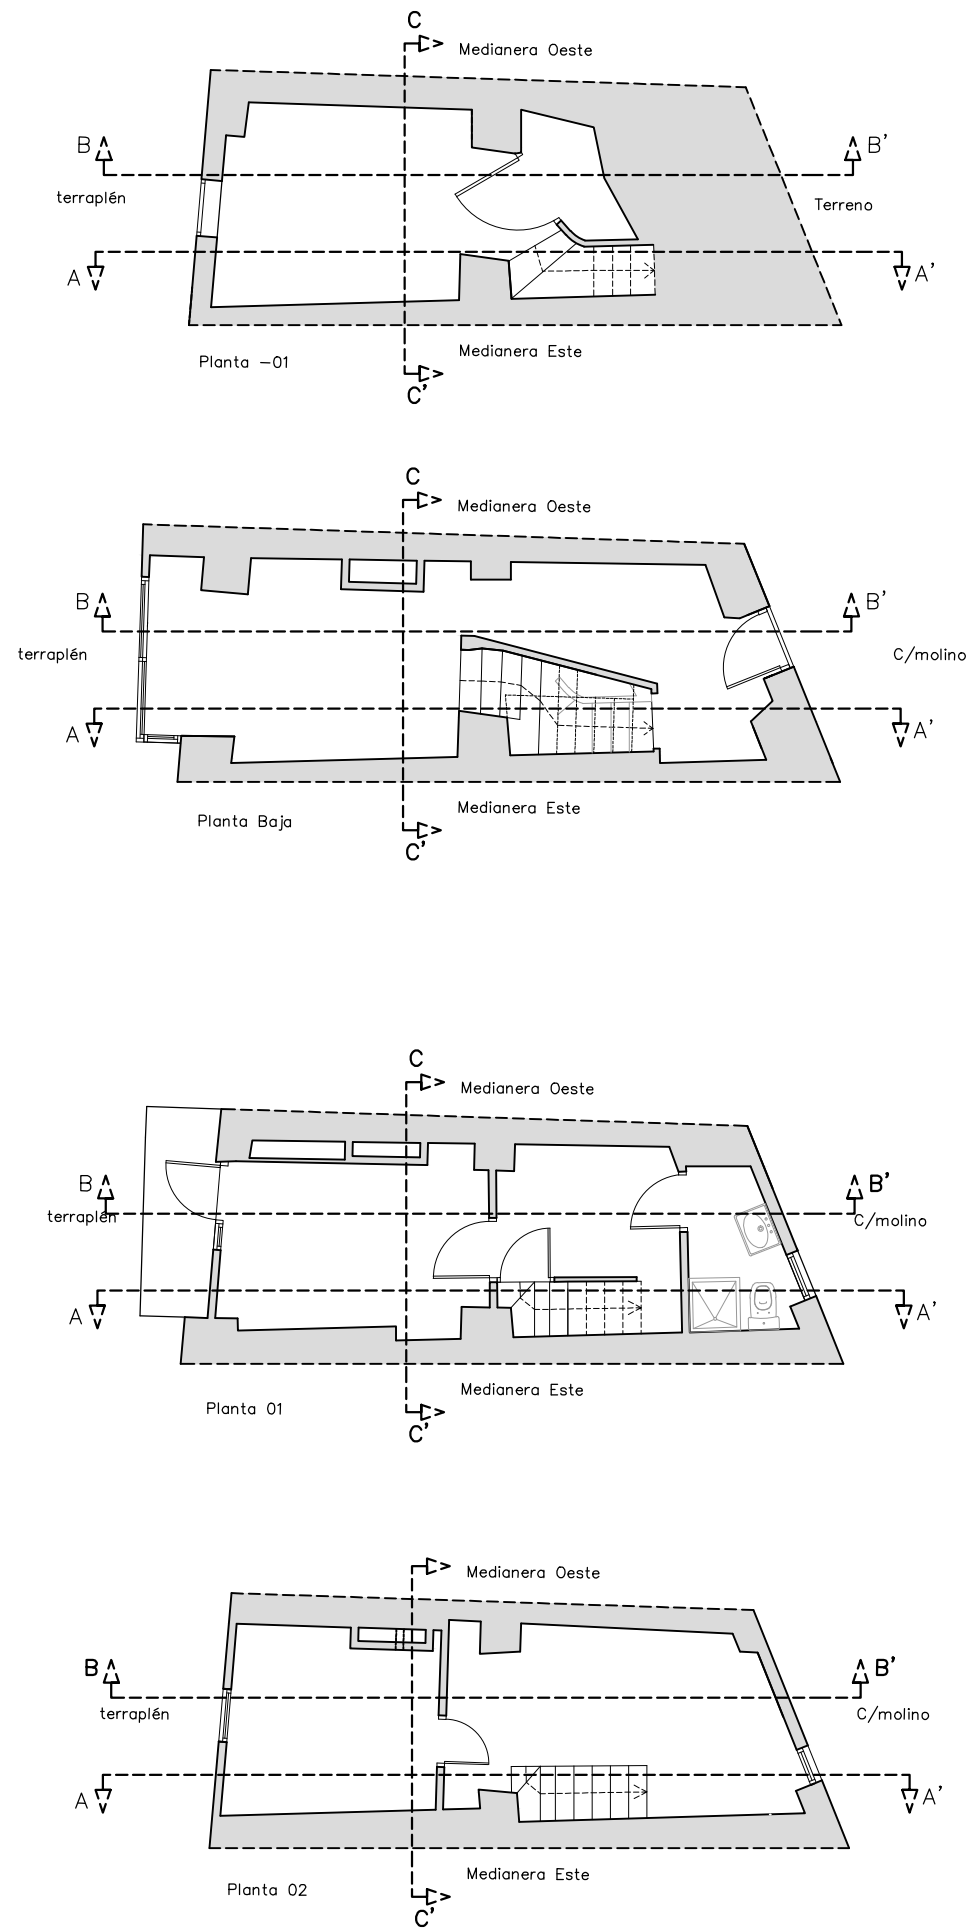 C
Medianera Oeste
B
B'
terraplén
Terreno
A
A'
Medianera Este
Planta -01
C'
C
Medianera Oeste
B
B'
terraplén
C/molino
A
A'
Medianera Este
Planta Baja
C'
C
Medianera Oeste
B
B'
terraplén
C/molino
A
A'
Medianera Este
Planta 01
C'
Medianera Oeste
B
B'
terraplén
C/molino
A
A'
Medianera Este
Planta 02
C'